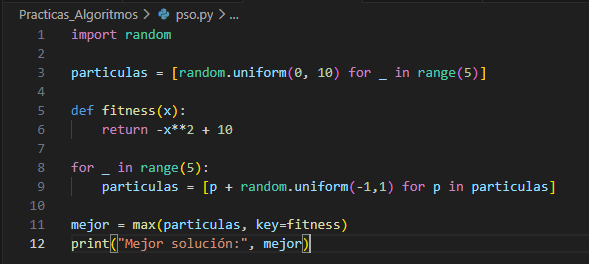 Practicas_Algoritmos > pso.py > ...
1 import random
2
3 particulas = [random.uniform(0, 10) for _ in range(5)]
4
5 def fitness(x):
6     return -x**2 + 10
7
8 for _ in range(5):
9     particulas = [p + random.uniform(-1,1) for p in particulas]
10
11 mejor = max(particulas, key=fitness)
12 print("Mejor solución:", mejor)